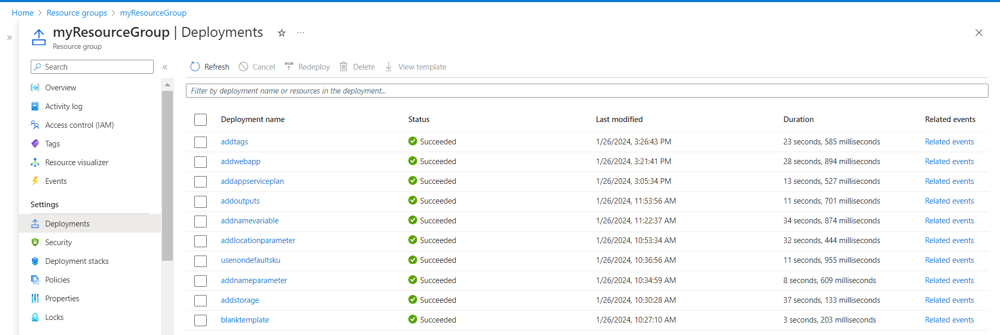 Home > Resource groups > myResourceGroup
myResourceGroup | Deployments
Resource group
Search
Overview
Activity log
Access control (IAM)
Tags
Resource visualizer
Events
Settings
Deployments
Security
Deployment stacks
Policies
Properties
Locks
Refresh Cancel Redeploy Delete View template
Filter by deployment name or resources in the deployment...
Deployment name Status Last modified Duration Related events
addtags Succeeded 1/26/2024, 3:26:43 PM 23 seconds, 585 milliseconds Related events
addwebapp Succeeded 1/26/2024, 3:21:41 PM 28 seconds, 894 milliseconds Related events
addappserviceplan Succeeded 1/26/2024, 3:05:34 PM 13 seconds, 527 milliseconds Related events
addoutputs Succeeded 1/26/2024, 11:53:56 AM 11 seconds, 701 milliseconds Related events
addnamevariable Succeeded 1/26/2024, 11:22:37 AM 34 seconds, 874 milliseconds Related events
addlocationparameter Succeeded 1/26/2024, 10:53:34 AM 32 seconds, 444 milliseconds Related events
usenondefaultsku Succeeded 1/26/2024, 10:36:56 AM 11 seconds, 955 milliseconds Related events
addnameparameter Succeeded 1/26/2024, 10:34:59 AM 8 seconds, 609 milliseconds Related events
addstorage Succeeded 1/26/2024, 10:30:28 AM 37 seconds, 133 milliseconds Related events
blanktemplate Succeeded 1/26/2024, 10:27:10 AM 3 seconds, 203 milliseconds Related events